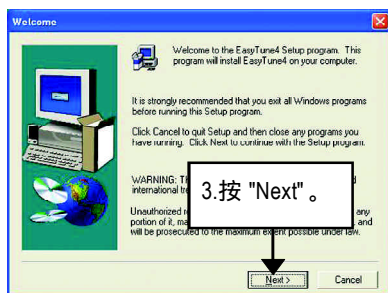 Welcome
Welcome to the EasyTune4 Setup program. This
program will install EasyTune4 on your computer.
It is strongly recommended that you exit all Windows programs
before running this Setup program.
Click Cancel to quit Setup and then close any programs you
have running. Click Next to continue with the Setup program.
WARNING:
international
3.按 "Next"。
Unauthorized any
portion of it, and
will be prosecuted to the maximum extent possible under law.
Next >
Cancel